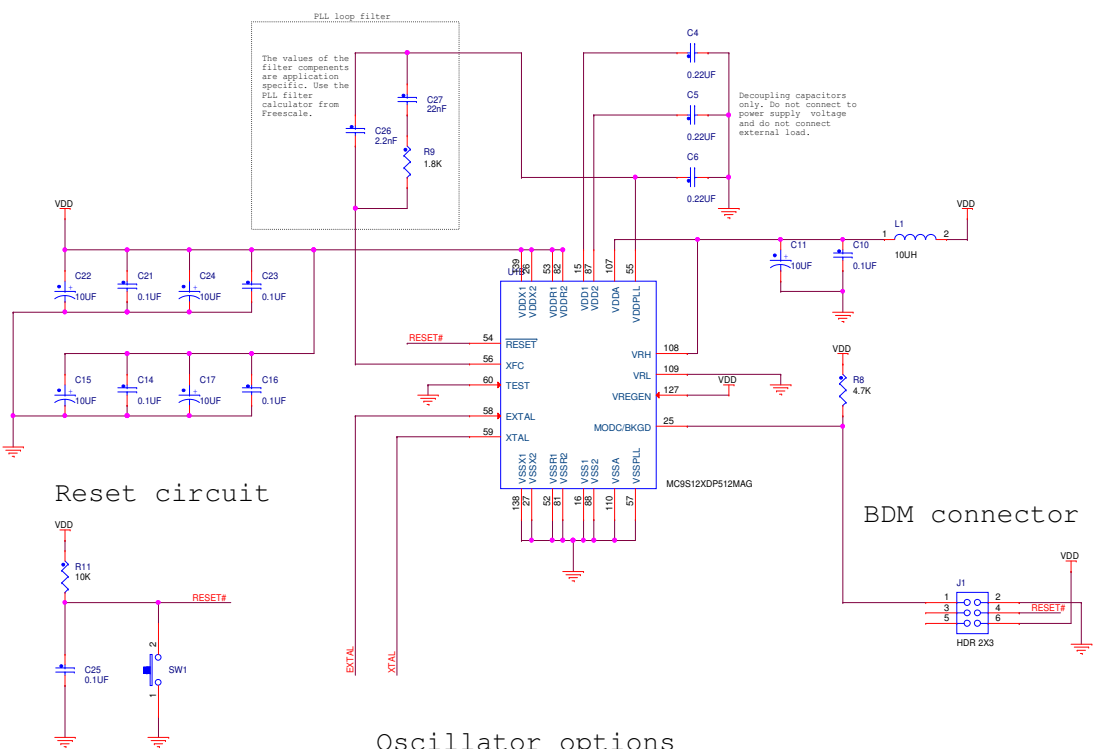 PLL loop filter
The values of the
filter compenents
are application
specific. Use the
PLL filter
calculator from
Freescale.
C27
22nF
C26
2.2nF
R9
1.8K
C4
0.22UF
C5
0.22UF
C6
0.22UF
Decoupling capacitors
only. Do not connect to
power supply voltage
and do not connect
external load.
VDD
C22
10UF
C21
0.1UF
C24
10UF
C23
0.1UF
C15
10UF
C14
0.1UF
C17
10UF
C16
0.1UF
L1
1
2
10UH
VDD
C11
10UF
C10
0.1UF
139
26
53
82
15
87
107
55
VDDX1
VDDX2
VDDR1
VDDR2
VDD1
VDD2
VDDA
VDDPLL
RESET#
54
RESET
56
XFC
60
TEST
58
EXTAL
59
XTAL
VRH
108
VRL
109
VREGEN
127
VDD
MODC/BKGD
25
VDD
R8
4.7K
VSSX1
VSSX2
VSSR1
VSSR2
VSS1
VSS2
VSSA
VSSPLL
138
27
52
81
16
88
110
57
MC9S12XDP512MAG
Reset circuit
VDD
R11
10K
RESET#
C25
0.1UF
2
1
SW1
EXTAL
XTAL
BDM connector
VDD
J1
1
2
3
4
5
6
RESET#
HDR 2X3
Oscillator options